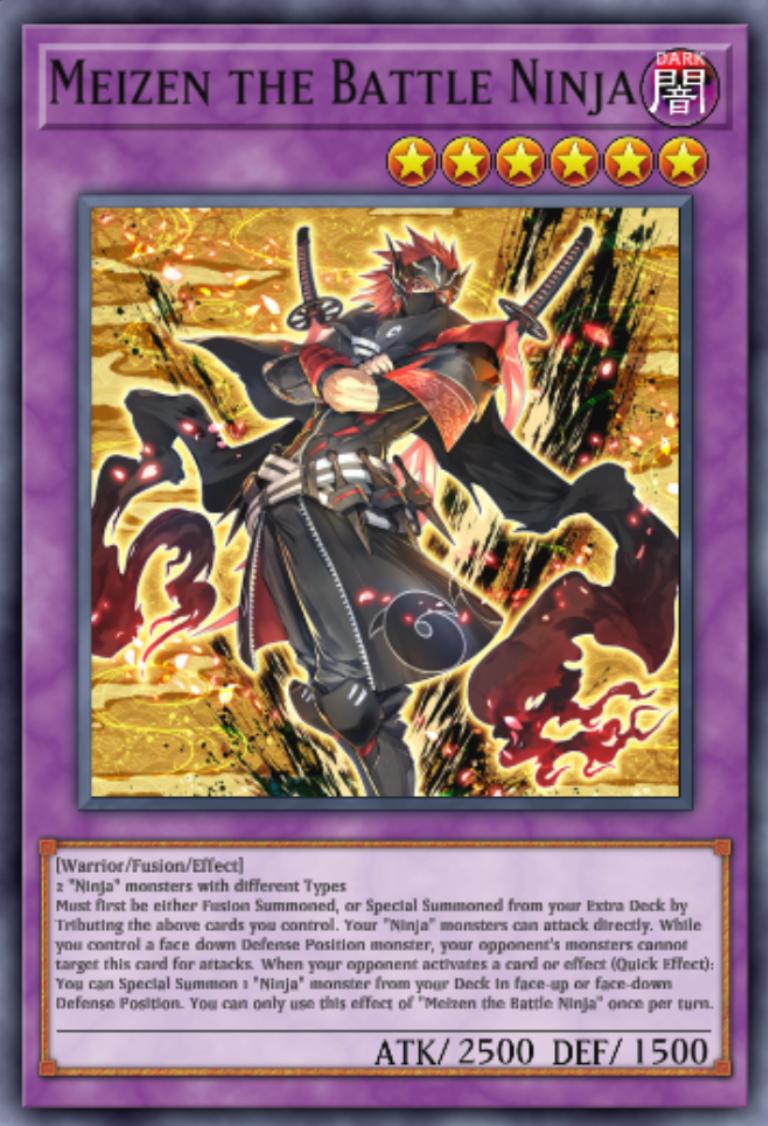 MEIZEN THE BATTLE NINJA
DARK
闇
[Warrior/Fusion/Effect]
2 "Ninja" monsters with different Types
Must first be either Fusion Summoned, or Special Summoned from your Extra Deck by
Tributing the above cards you control. Your "Ninja" monsters can attack directly. While
you control a face down Defense Position monster, your opponent's monsters cannot
target this card for attacks. When your opponent activates a card or effect (Quick Effect):
You can Special Summon 1 "Ninja" monster from your Deck in face-up or face-down
Defense Position. You can only use this effect of "Meizen the Battle Ninja" once per turn.
ATK/ 2500 DEF/ 1500